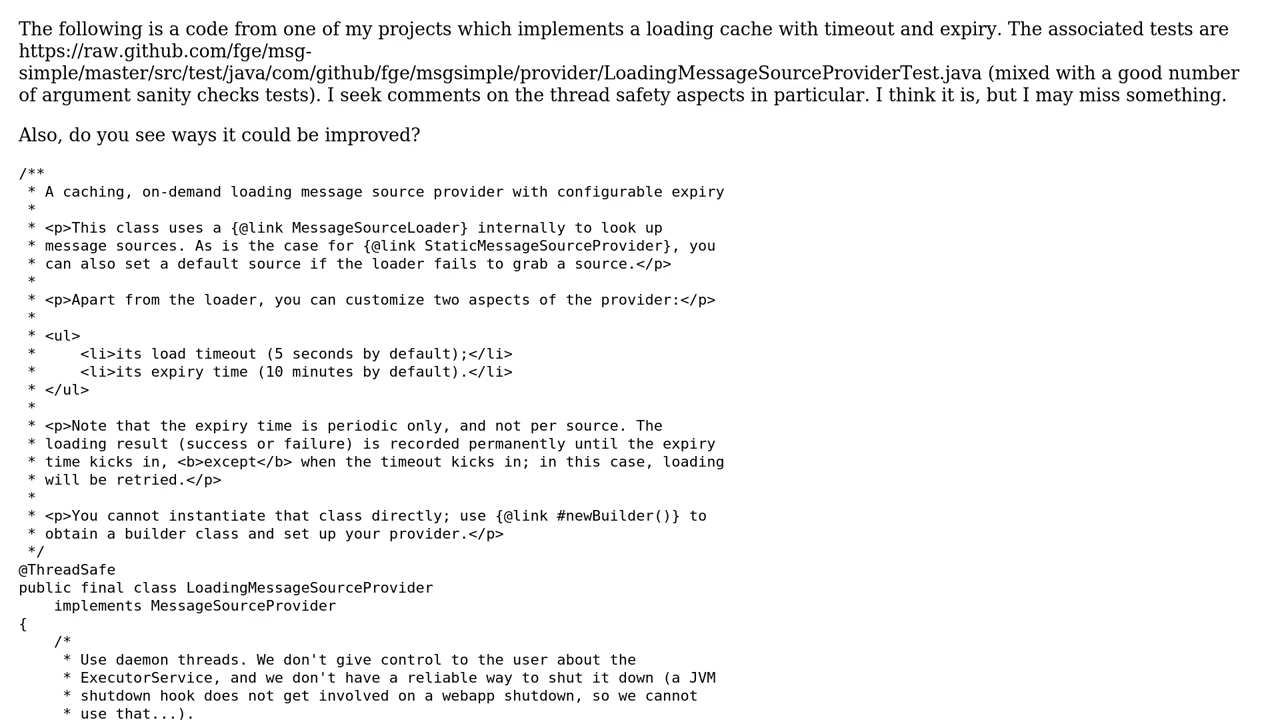 The following is a code from one of my projects which implements a loading cache with timeout and expiry. The associated tests are
https://raw.github.com/fge/msg-
simple/master/src/test/java/com/github/fge/msgsimple/provider/LoadingMessageSourceProviderTest.java (mixed with a good number
of argument sanity checks tests). I seek comments on the thread safety aspects in particular. I think it is, but I may miss something.
Also, do you see ways it could be improved?
/**
 * A caching, on-demand loading message source provider with configurable expiry
 *
 * <p>This class uses a {@link MessageSourceLoader} internally to look up
 * message sources. As is the case for {@link StaticMessageSourceProvider}, you
 * can also set a default source if the loader fails to grab a source.</p>
 *
 * <p>Apart from the loader, you can customize two aspects of the provider:</p>
 *
 * <ul>
 *     <li>its load timeout (5 seconds by default);</li>
 *     <li>its expiry time (10 minutes by default).</li>
 * </ul>
 *
 * <p>Note that the expiry time is periodic only, and not per source. The
 * loading result (success or failure) is recorded permanently until the expiry
 * time kicks in, <b>except</b> when the timeout kicks in; in this case, loading
 * will be retried.</p>
 *
 * <p>You cannot instantiate that class directly; use {@link #newBuilder()} to
 * obtain a builder class and set up your provider.</p>
 */
@ThreadSafe
public final class LoadingMessageSourceProvider
    implements MessageSourceProvider
{
    /*
     * Use daemon threads. We don't give control to the user about the
     * ExecutorService, and we don't have a reliable way to shut it down (a JVM
     * shutdown hook does not get involved on a webapp shutdown, so we cannot
     * use that...).